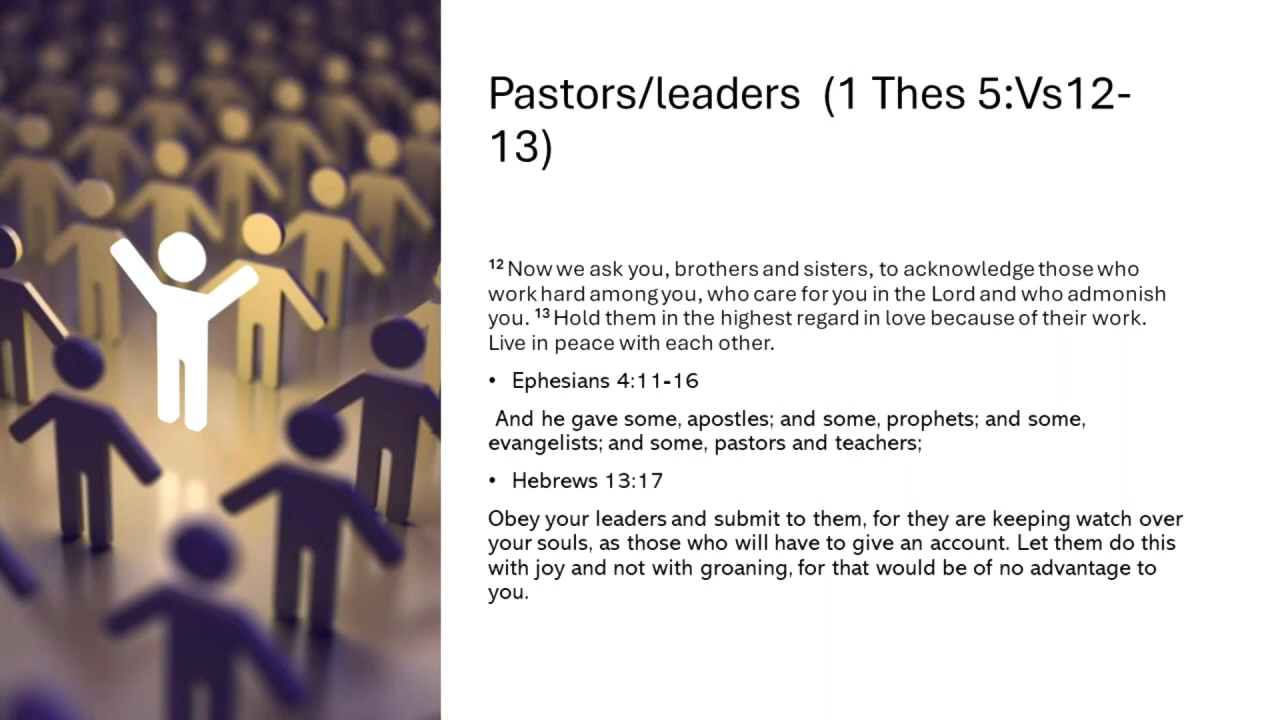 Pastors/leaders (1 Thes 5:Vs12-
13)
12 Now we ask you, brothers and sisters, to acknowledge those who
work hard among you, who care for you in the Lord and who admonish
you. 13 Hold them in the highest regard in love because of their work.
Live in peace with each other.
• Ephesians 4:11-16
And he gave some, apostles; and some, prophets; and some,
evangelists; and some, pastors and teachers;
• Hebrews 13:17
Obey your leaders and submit to them, for they are keeping watch over
your souls, as those who will have to give an account. Let them do this
with joy and not with groaning, for that would be of no advantage to
you.